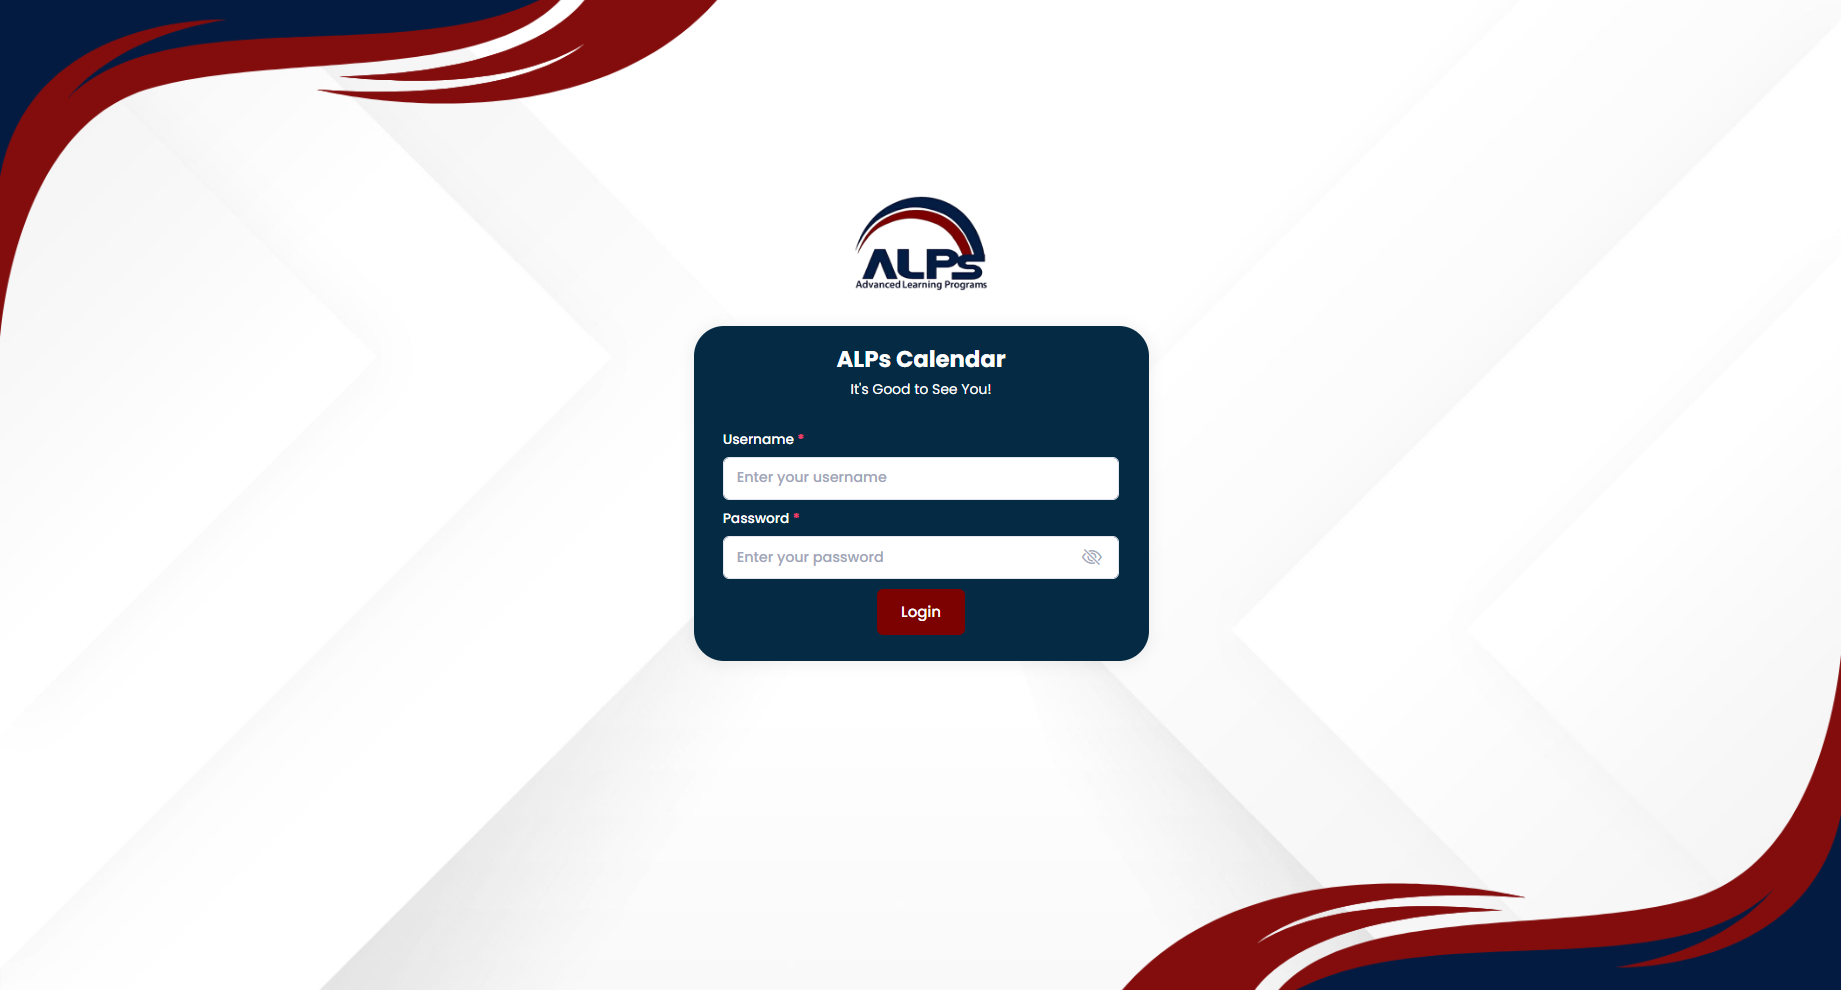 ALPs
Advanced Learning Programs
ALPs Calendar
It's Good to See You!
Username *
Enter your username
Password *
Enter your password
Login